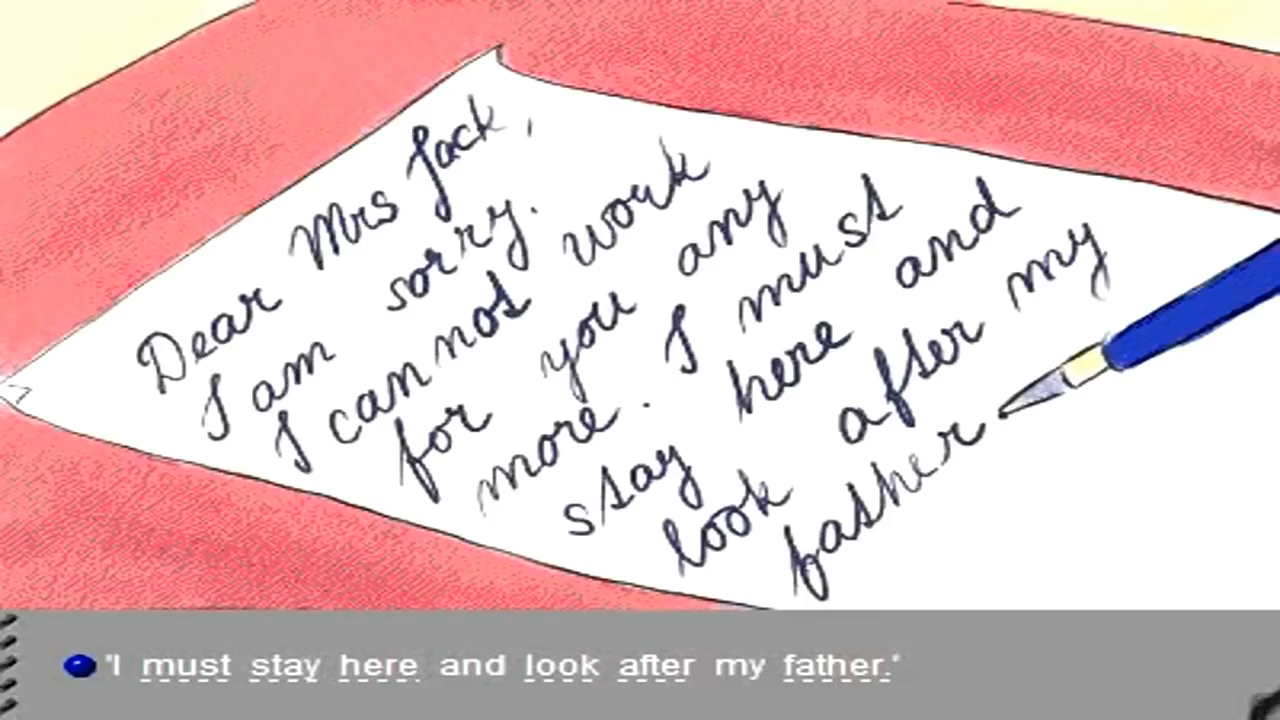 Dear Mrs Jack,
I am sorry.
I cannot work
for you any
more. I must
stay here and
look after my
father
'I must stay here and look after my father.'